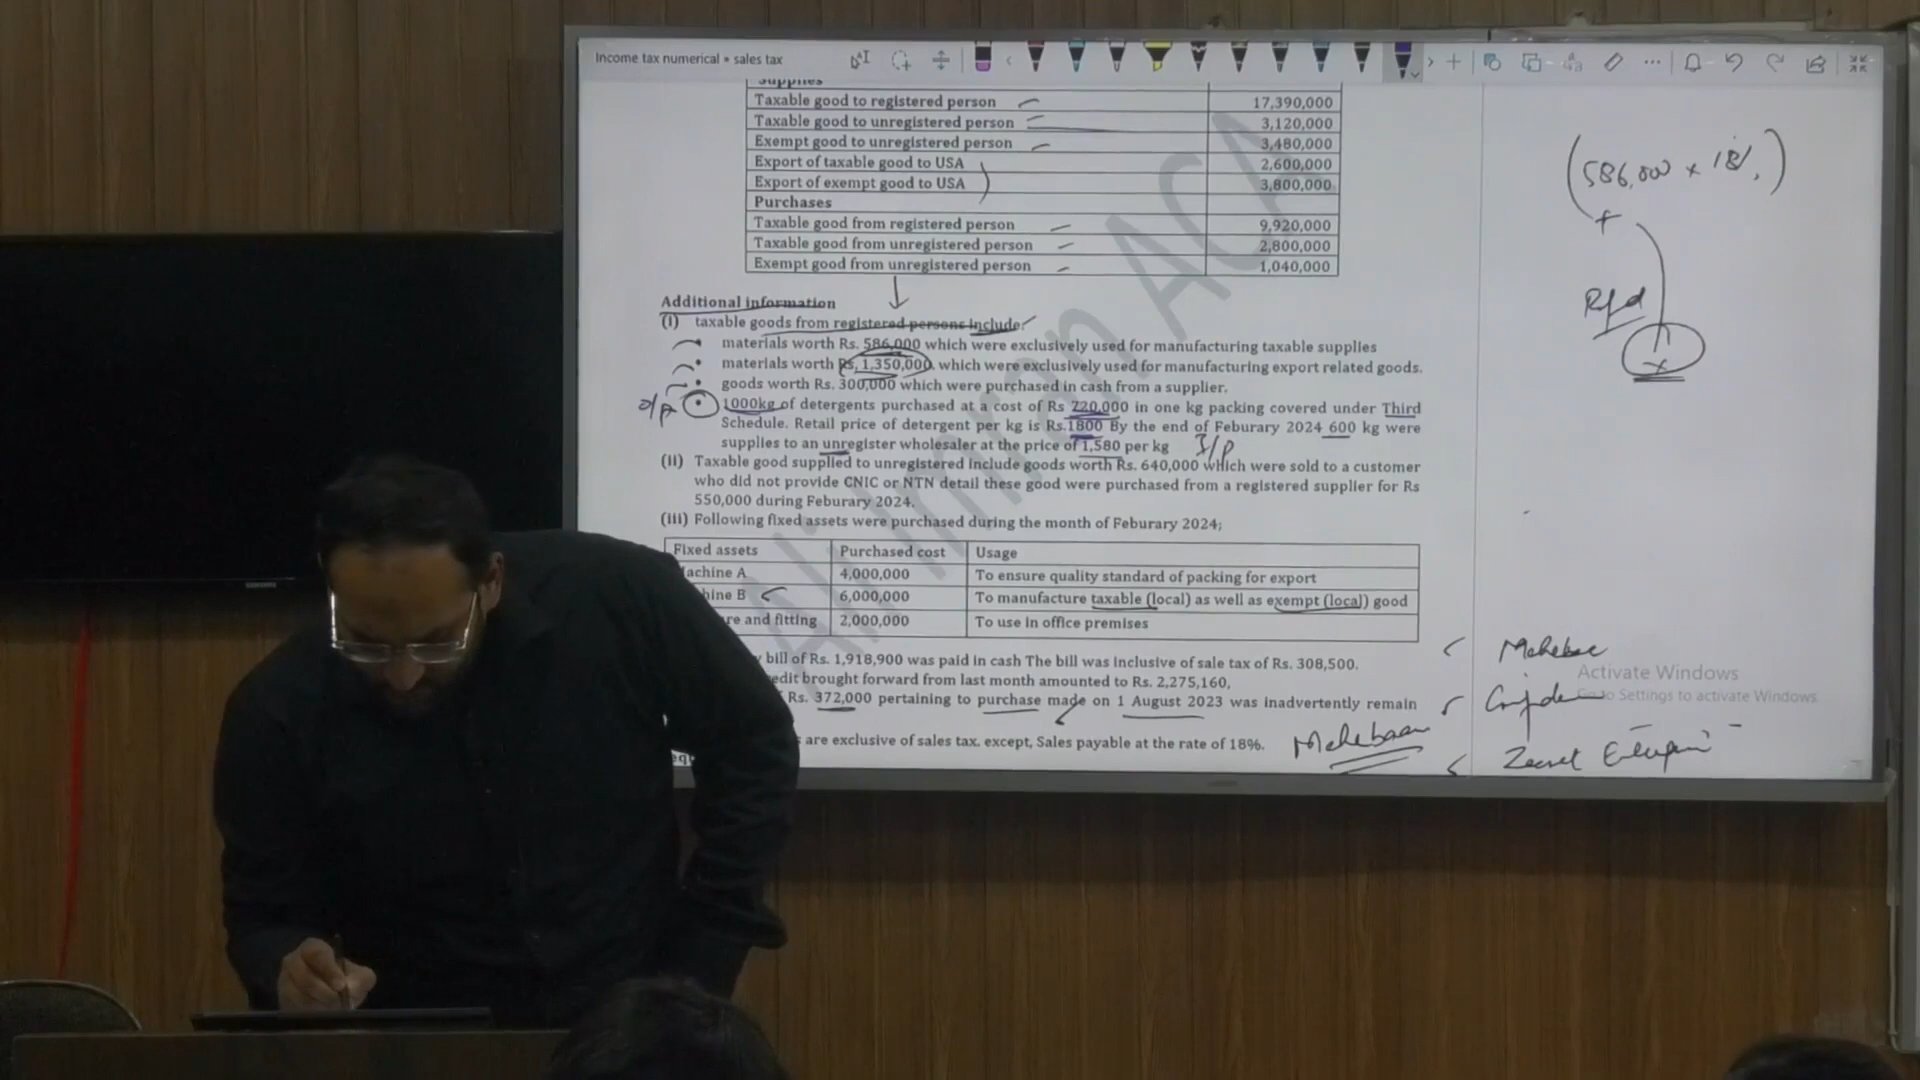 Income tax numerical + sales tax
Supplies
Taxable good to registered person 17,390,000
Taxable good to unregistered person 3,120,000
Exempt good to unregistered person 3,480,000
Export of taxable good to USA 2,600,000
Export of exempt good to USA 3,800,000
Purchases
Taxable good from registered person 9,920,000
Taxable good from unregistered person 2,800,000
Exempt good from unregistered person 1,040,000
(586,000 x 18%)
+
Rfd
Additional information
(i) taxable goods from registered persons include:
• materials worth Rs. 586,000 which were exclusively used for manufacturing taxable supplies
• materials worth Rs. 1,350,000, which were exclusively used for manufacturing export related goods.
• goods worth Rs. 300,000 which were purchased in cash from a supplier.
O/P • 1000kg of detergents purchased at a cost of Rs 720,000 in one kg packing covered under Third
Schedule. Retail price of detergent per kg is Rs.1800 By the end of Feburary 2024 600 kg were
supplies to an unregister wholesaler at the price of 1,580 per kg I/P
(ii) Taxable good supplied to unregistered include goods worth Rs. 640,000 which were sold to a customer
who did not provide CNIC or NTN detail these good were purchased from a registered supplier for Rs
550,000 during Feburary 2024.
(iii) Following fixed assets were purchased during the month of Feburary 2024;
Fixed assets Purchased cost Usage
achine A 4,000,000 To ensure quality standard of packing for export
hine B 6,000,000 To manufacture taxable (local) as well as exempt (local)) good
re and fitting 2,000,000 To use in office premises
y bill of Rs. 1,918,900 was paid in cash The bill was inclusive of sale tax of Rs. 308,500.
edit brought forward from last month amounted to Rs. 2,275,160,
Rs. 372,000 pertaining to purchase made on 1 August 2023 was inadvertently remain
s are exclusive of sales tax. except, Sales payable at the rate of 18%.
equ
Ali Imran ACA
Activate Windows
Go to Settings to activate Windows.